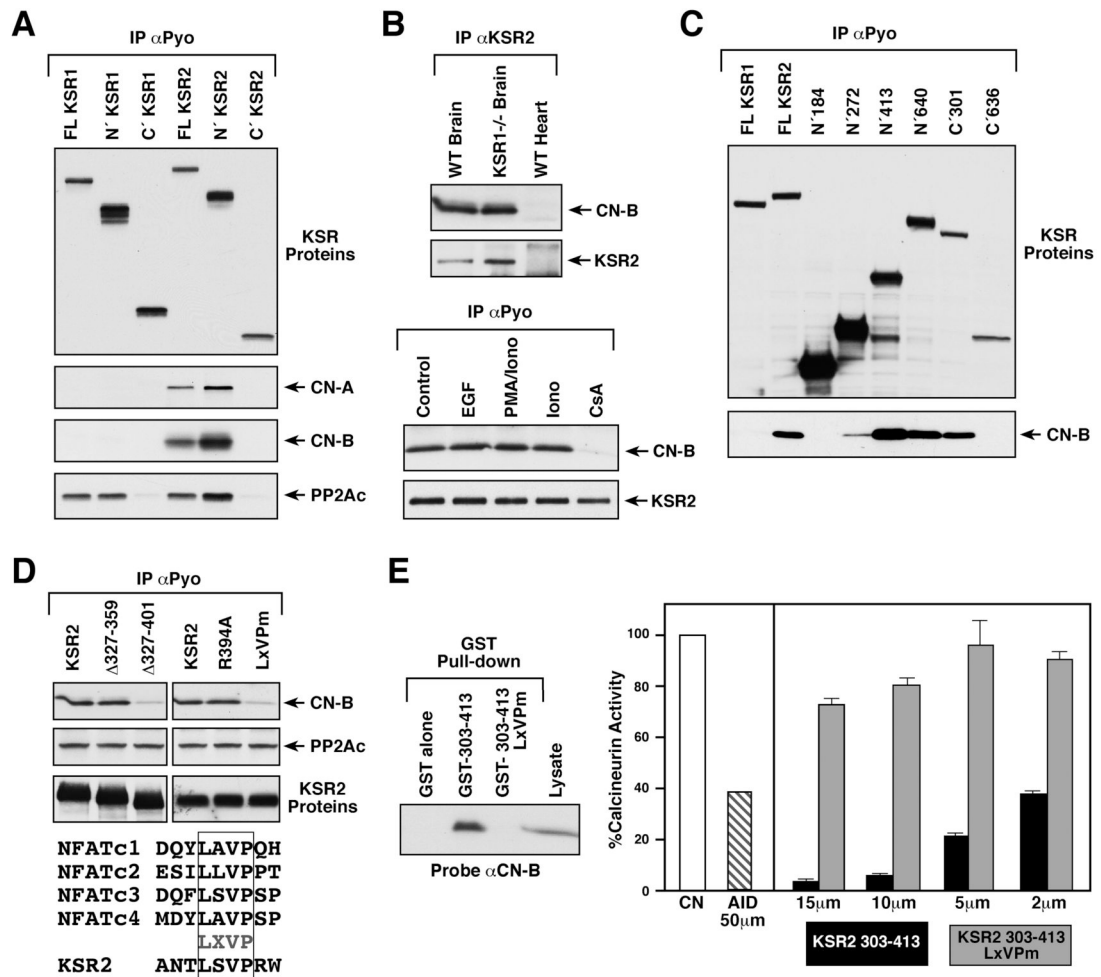 A
IP αPyo
FL KSR1
N´ KSR1
C´ KSR1
FL KSR2
N´ KSR2
C´ KSR2
KSR
Proteins
CN-A
CN-B
PP2Ac
B
IP αKSR2
WT Brain
KSR1-/- Brain
WT Heart
CN-B
KSR2
IP αPyo
Control
EGF
PMA/Iono
Iono
CsA
CN-B
KSR2
C
IP αPyo
FL KSR1
FL KSR2
N´184
N´272
N´413
N´640
C´301
C´636
KSR
Proteins
CN-B
D
IP αPyo
KSR2
Δ327-359
Δ327-401
KSR2
R394A
LxVPm
CN-B
PP2Ac
KSR2
Proteins
NFATc1 DQYLAVPQH
NFATc2 ESILLVPPT
NFATc3 DQFLSVPSP
NFATc4 MDYLAVPSP
LXVP
KSR2 ANTLSVPRW
E
GST
Pull-down
GST alone
GST-303-413
GST- 303-413
LxVPm
Lysate
Probe αCN-B
%Calcineurin Activity
100%
80
60
40
20
0
CN
AID
50μm
15μm
10μm
5μm
2μm
KSR2 303-413
KSR2 303-413
LxVPm